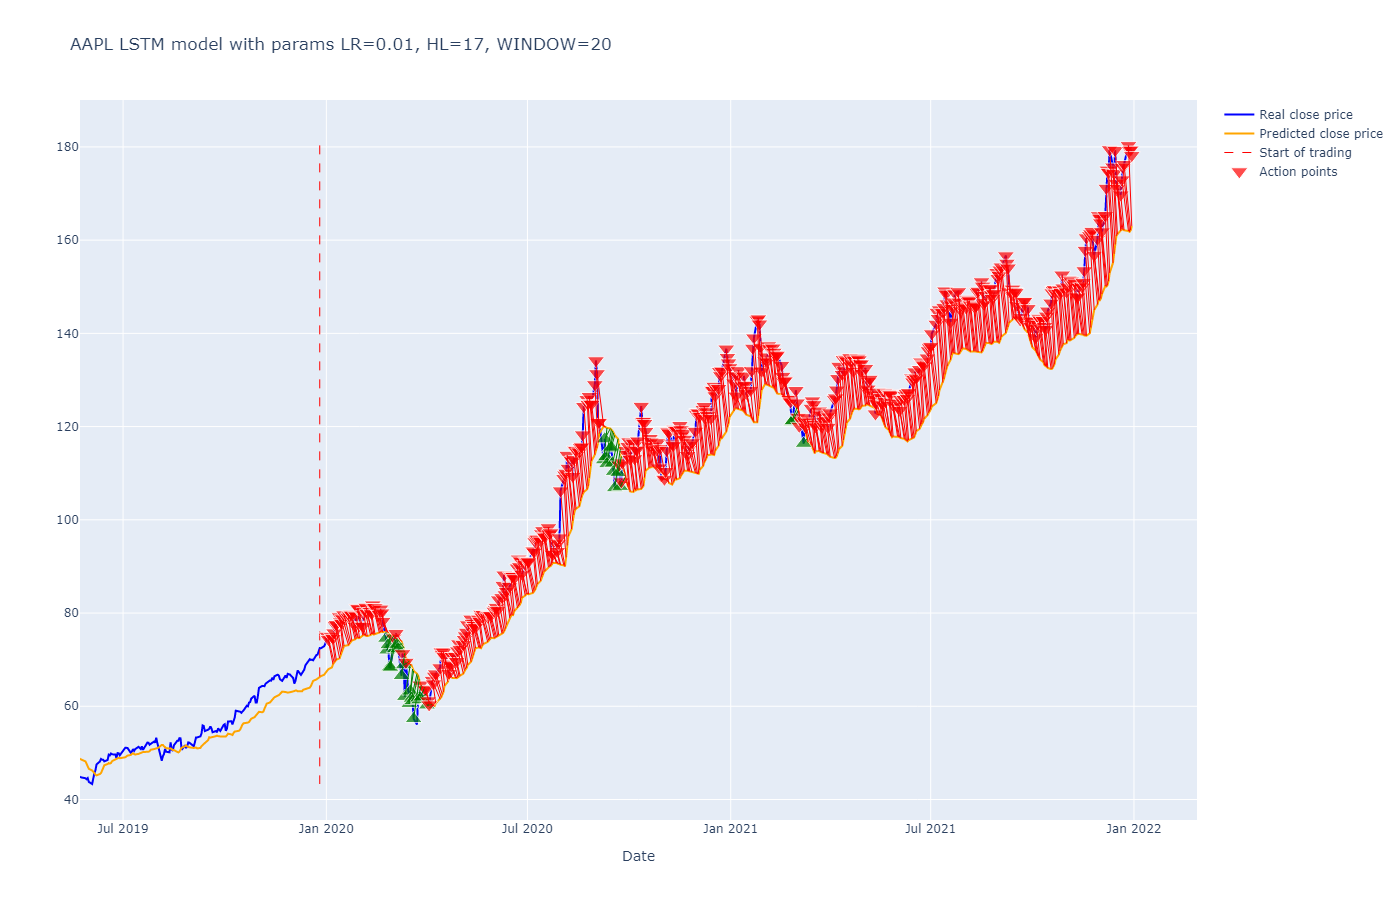 AAPL LSTM model with params LR=0.01, HL=17, WINDOW=20
Real close price
Predicted close price
Start of trading
Action points
180
160
140
120
100
80
60
40
Jul 2019
Jan 2020
Jul 2020
Jan 2021
Jul 2021
Jan 2022
Date